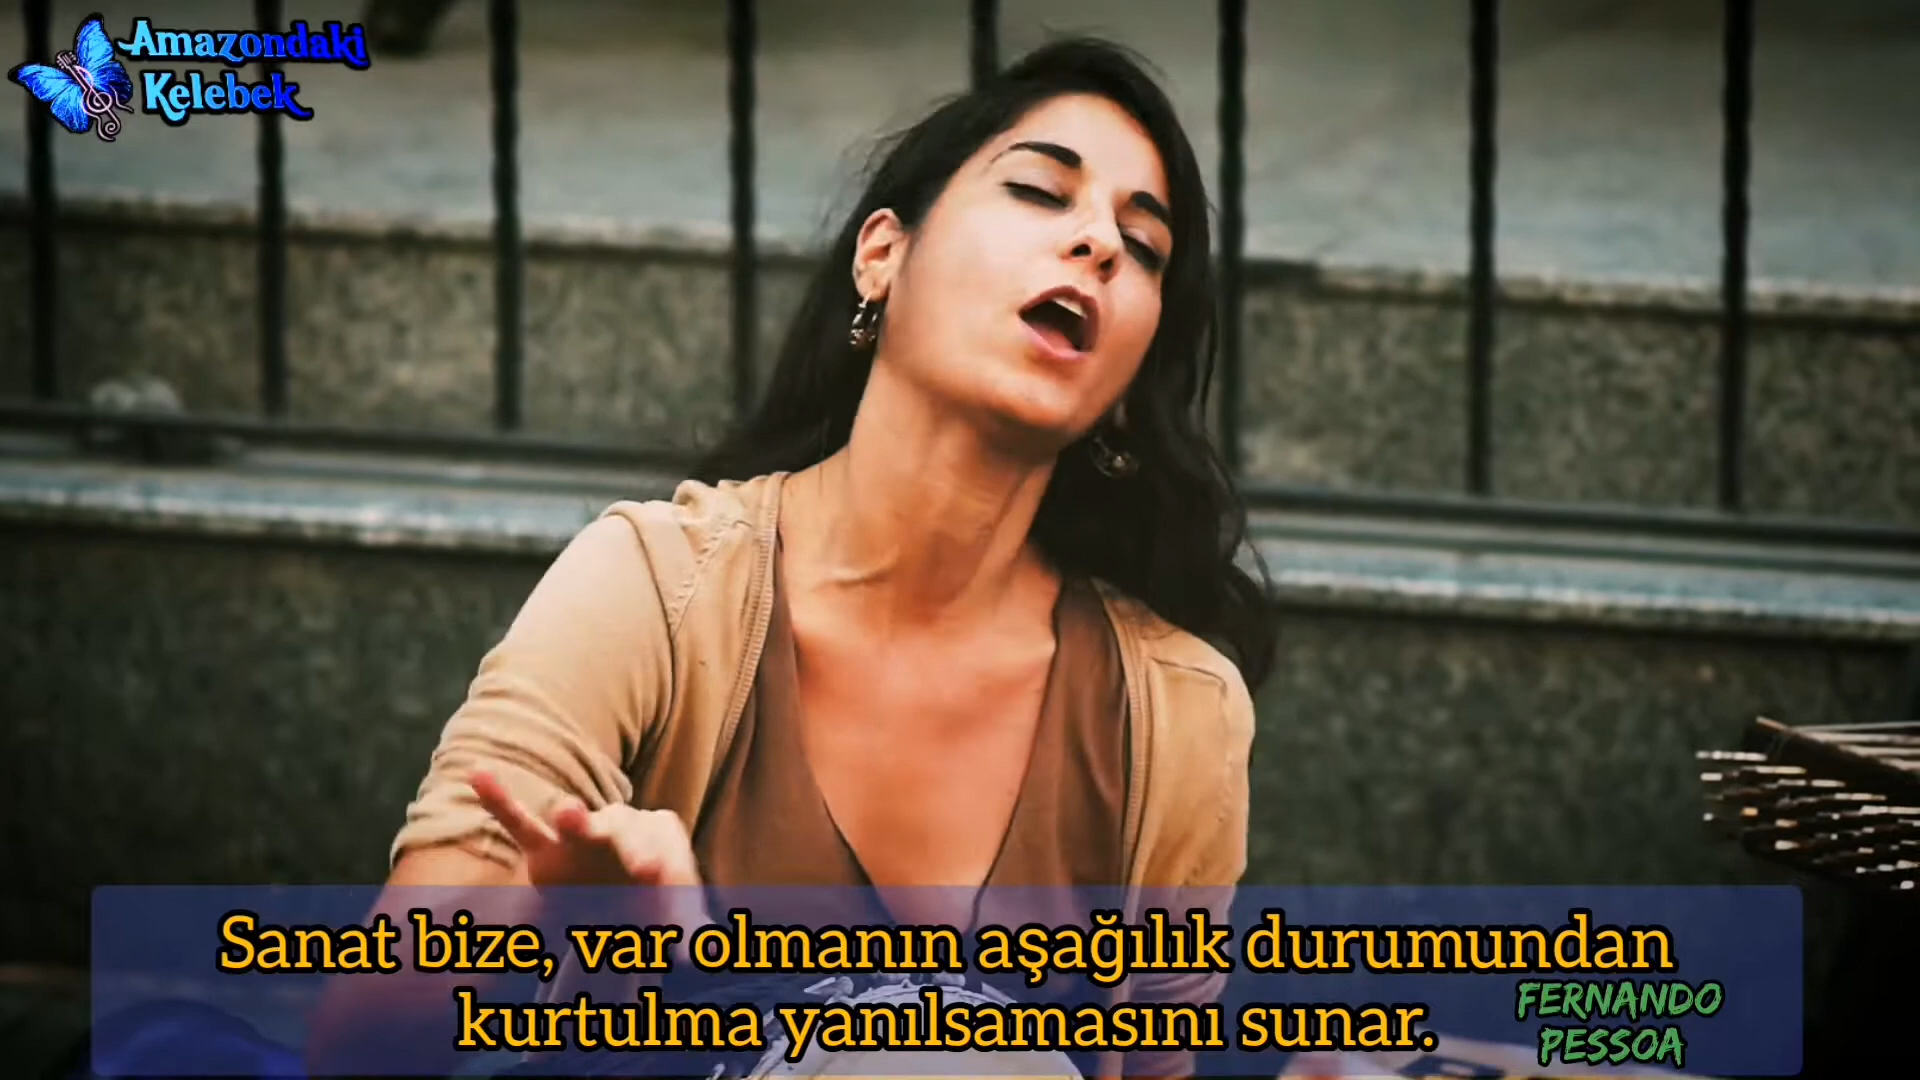 Amazondaki
Kelebek
Sanat bize, var olmanın aşağılık durumundan
kurtulma yanılsamasını sunar.
FERNANDO
PESSOA